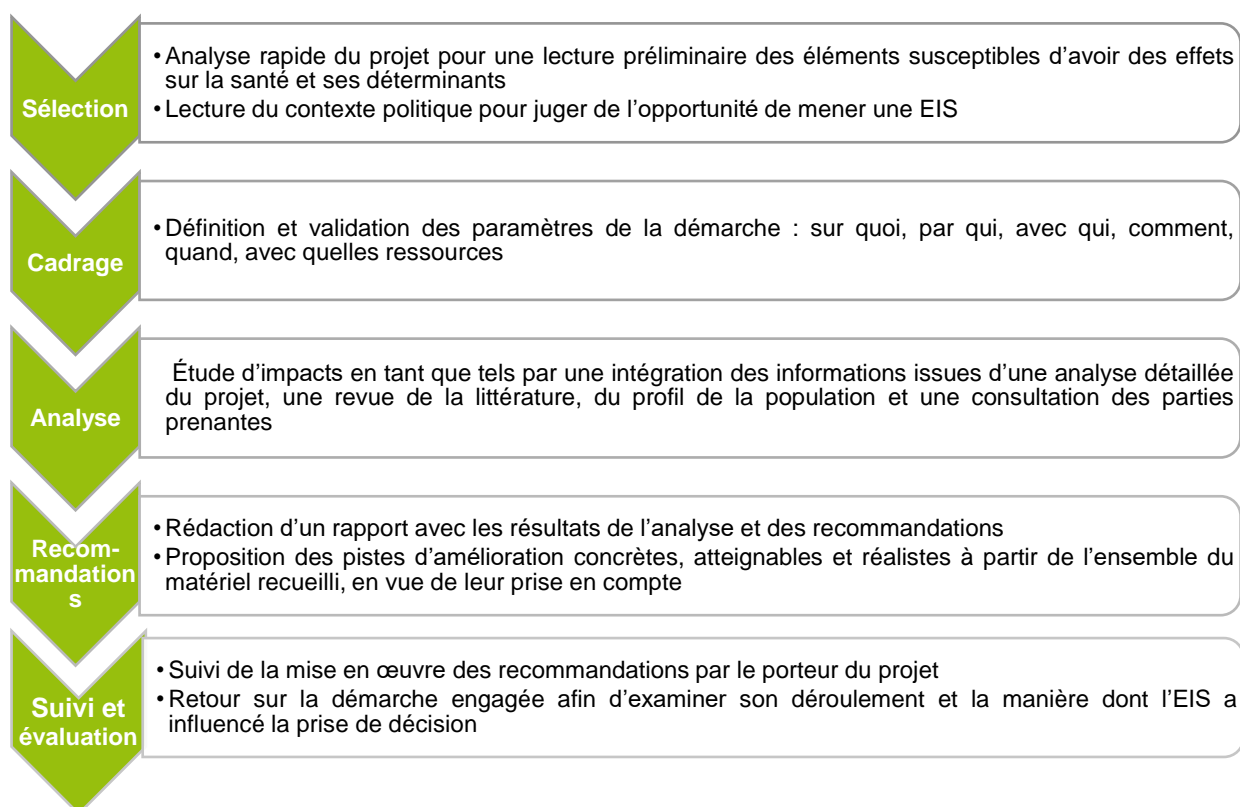 Sélection
• Analyse rapide du projet pour une lecture préliminaire des éléments susceptibles d’avoir des effets
sur la santé et ses déterminants
• Lecture du contexte politique pour juger de l’opportunité de mener une EIS
Cadrage
• Définition et validation des paramètres de la démarche : sur quoi, par qui, avec qui, comment,
quand, avec quelles ressources
Analyse
Étude d’impacts en tant que tels par une intégration des informations issues d’une analyse détaillée
du projet, une revue de la littérature, du profil de la population et une consultation des parties
prenantes
Recom-
mandation
s
• Rédaction d’un rapport avec les résultats de l’analyse et des recommandations
• Proposition des pistes d’amélioration concrètes, atteignables et réalistes à partir de l’ensemble du
matériel recueilli, en vue de leur prise en compte
Suivi et
évaluation
• Suivi de la mise en œuvre des recommandations par le porteur du projet
• Retour sur la démarche engagée afin d’examiner son déroulement et la manière dont l’EIS a
influencé la prise de décision